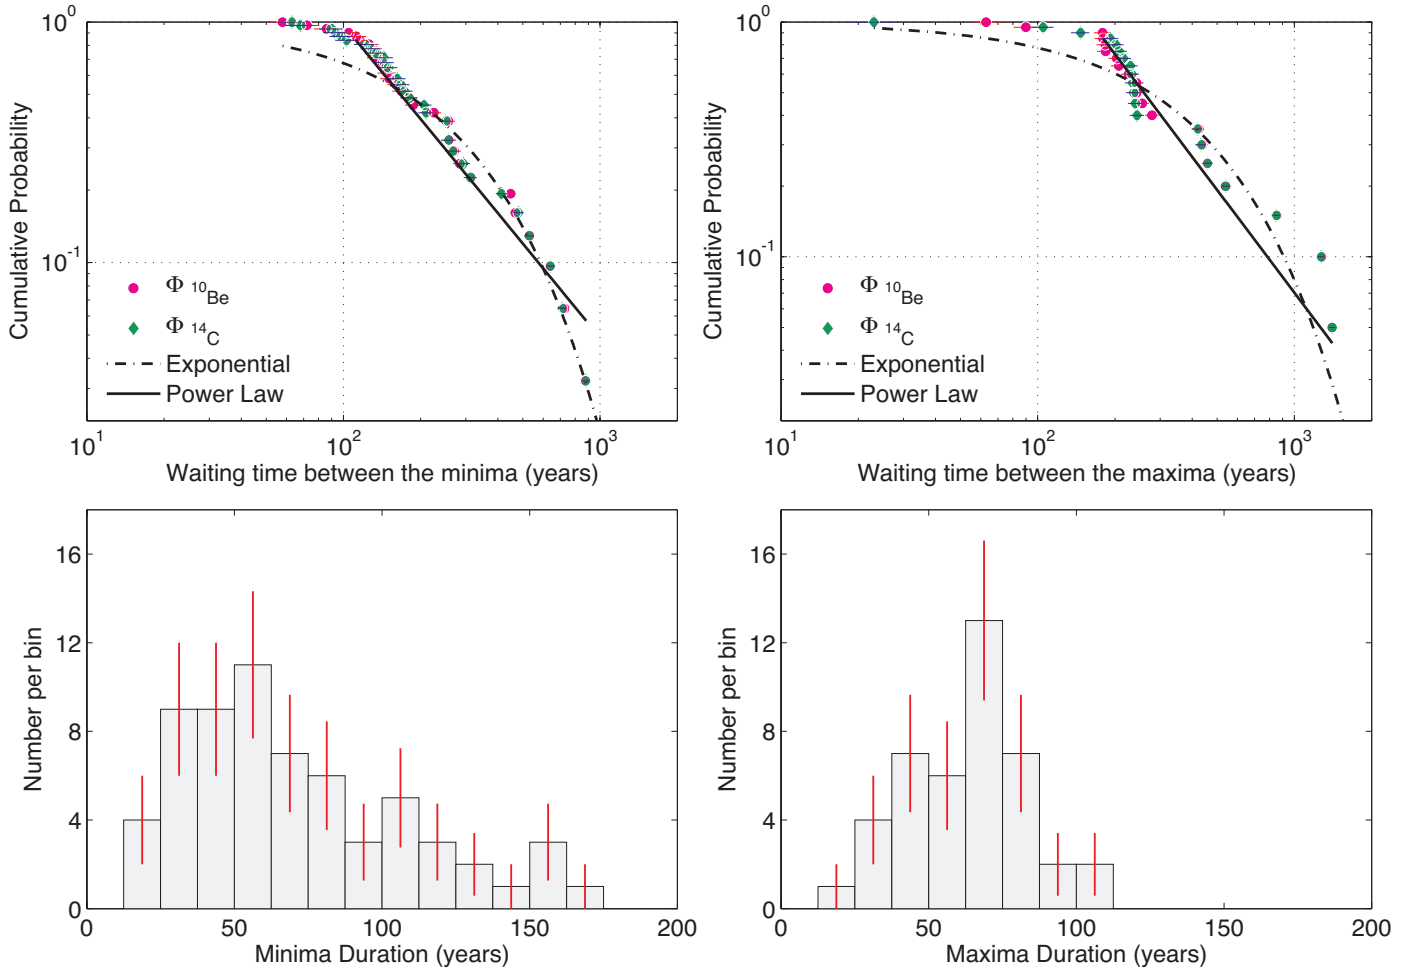 10^0
10^-1
Cumulative Probability
Φ ^10Be
Φ ^14C
Exponential
Power Law
10^1 10^2 10^3
Waiting time between the minima (years)
10^0
10^-1
Cumulative Probability
Φ ^10Be
Φ ^14C
Exponential
Power Law
10^1 10^2 10^3
Waiting time between the maxima (years)
16
12
8
4
0
Number per bin
0 50 100 150 200
Minima Duration (years)
16
12
8
4
0
Number per bin
0 50 100 150 200
Maxima Duration (years)